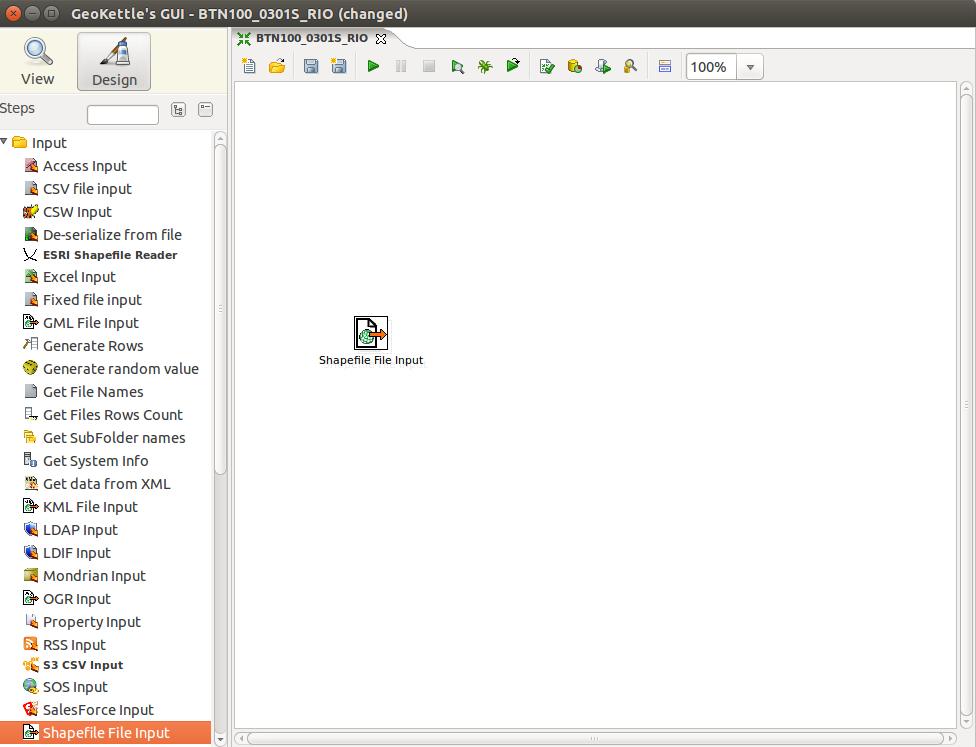 GeoKettle's GUI - BTN100_0301S_RIO (changed)
BTN100_0301S_RIO
View
Design
100%
Steps
Input
Access Input
CSV file input
CSW Input
De-serialize from file
ESRI Shapefile Reader
Excel Input
Fixed file input
GML File Input
Generate Rows
Generate random value
Get File Names
Get Files Rows Count
Get SubFolder names
Get System Info
Get data from XML
KML File Input
LDAP Input
LDIF Input
Mondrian Input
OGR Input
Property Input
RSS Input
S3 CSV Input
SOS Input
SalesForce Input
Shapefile File Input
Shapefile File Input